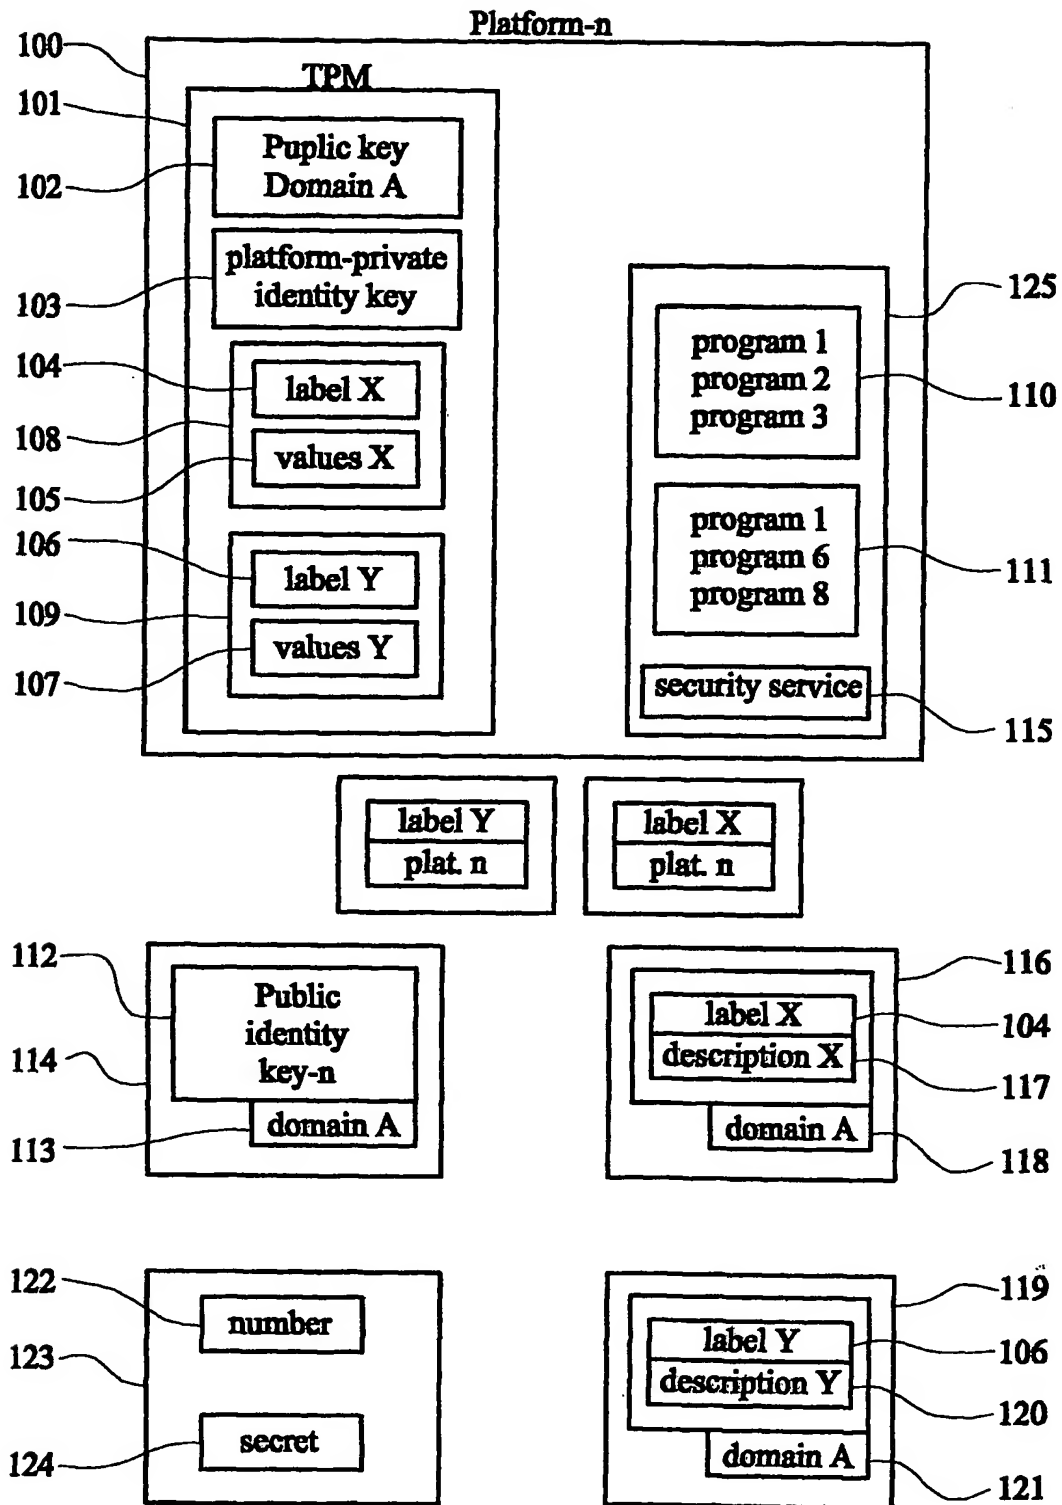 Platform-n
100
TPM
101
Puplic key
Domain A
102
platform-private
identity key
103
125
104
label X
program 1
program 2
program 3
110
108
values X
105
106
label Y
program 1
program 6
program 8
111
109
values Y
107
security service
115
label Y
plat. n
label X
plat. n
112
Public
identity
key-n
114
domain A
113
116
label X
104
description X
117
domain A
118
122
number
123
secret
124
119
label Y
106
description Y
120
domain A
121